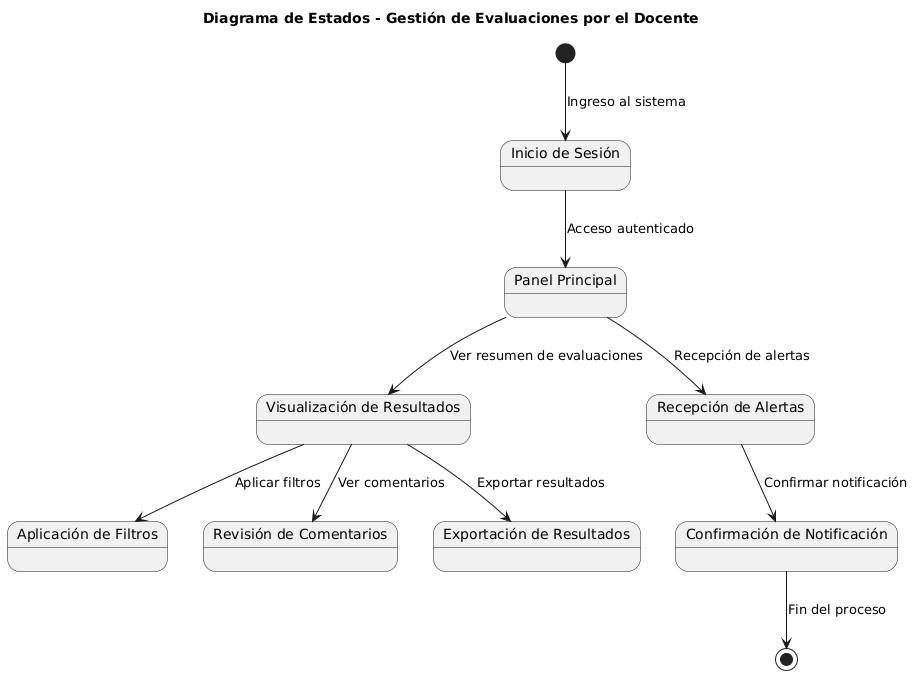 Diagrama de Estados - Gestión de Evaluaciones por el Docente
Ingreso al sistema
Inicio de Sesión
Acceso autenticado
Panel Principal
Ver resumen de evaluaciones
Recepción de alertas
Visualización de Resultados
Recepción de Alertas
Aplicar filtros
Ver comentarios
Exportar resultados
Confirmar notificación
Aplicación de Filtros
Revisión de Comentarios
Exportación de Resultados
Confirmación de Notificación
Fin del proceso